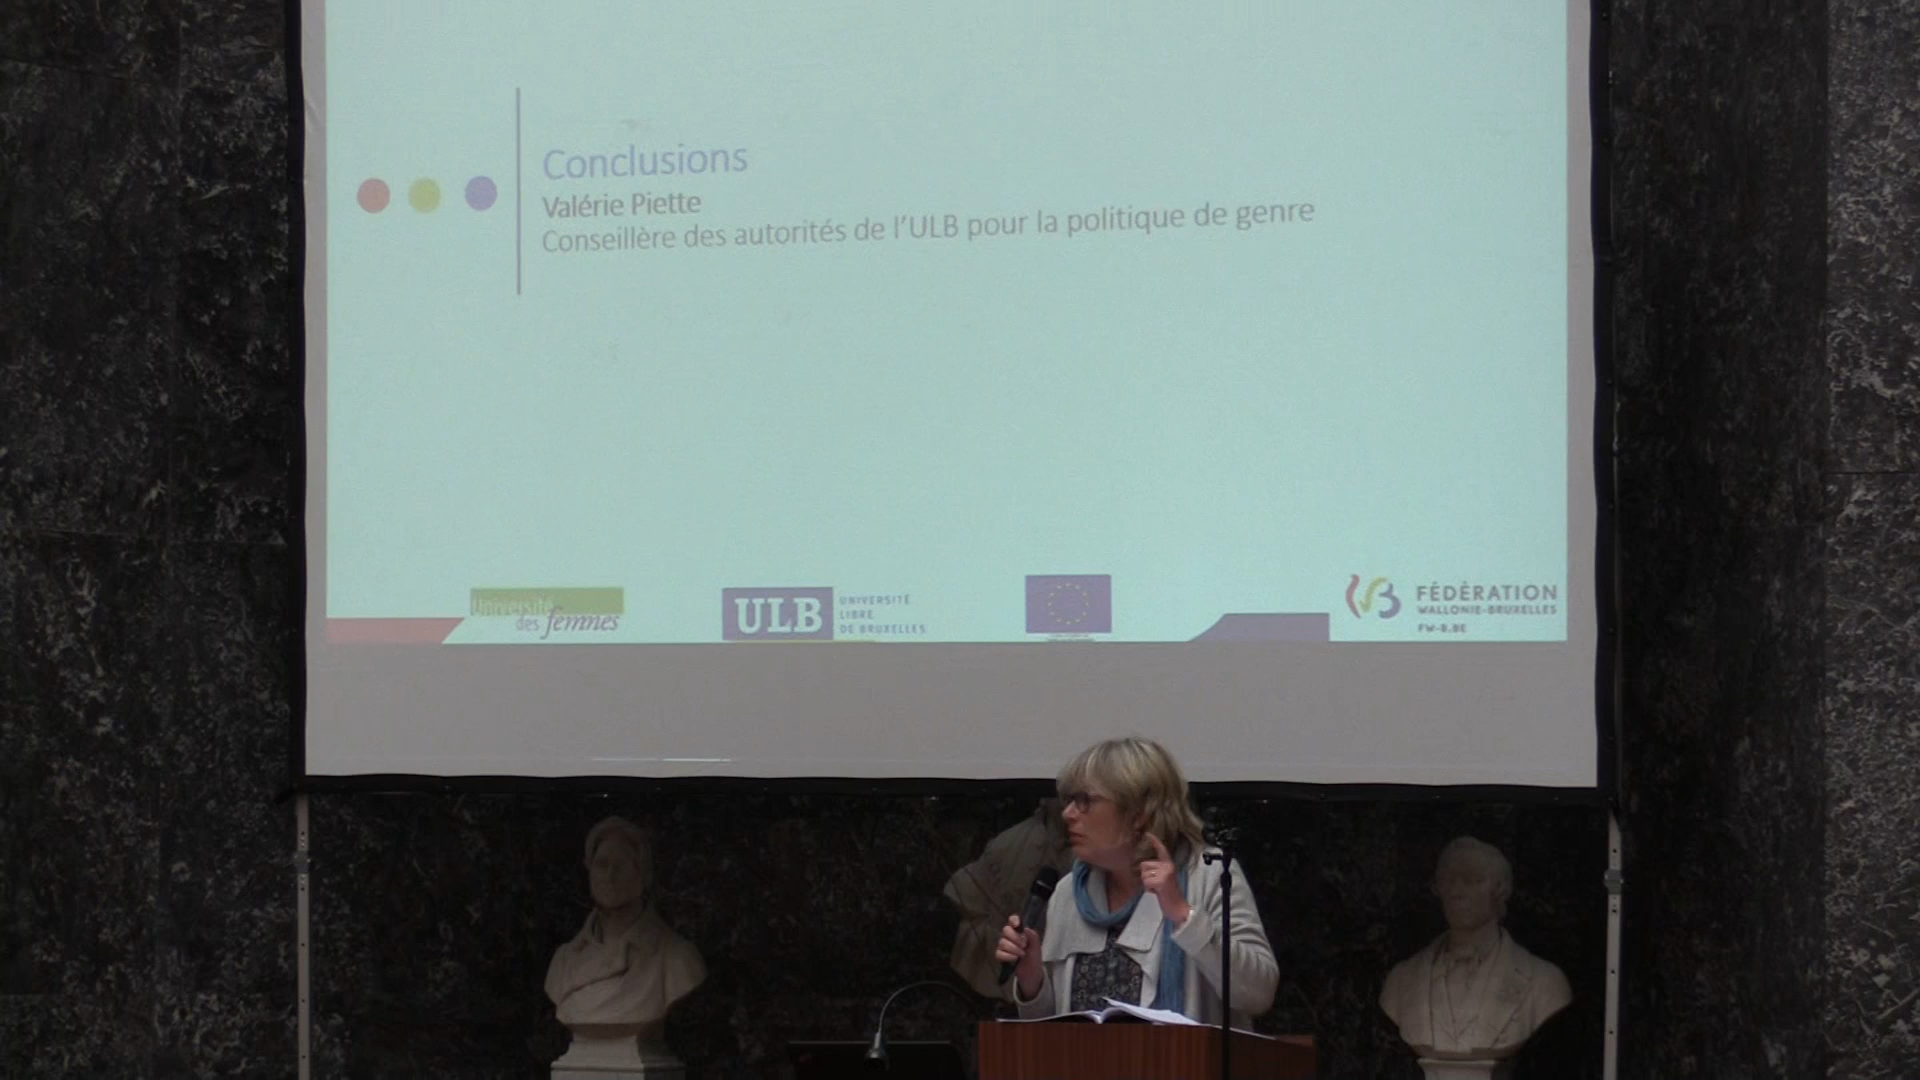 Conclusions
Valérie Piette
Conseillère des autorités de l'ULB pour la politique de genre
Université
des femmes
ULB
UNIVERSITÉ
LIBRE
DE BRUXELLES
FÉDÉRATION
WALLONIE-BRUXELLES
FW-B.BE